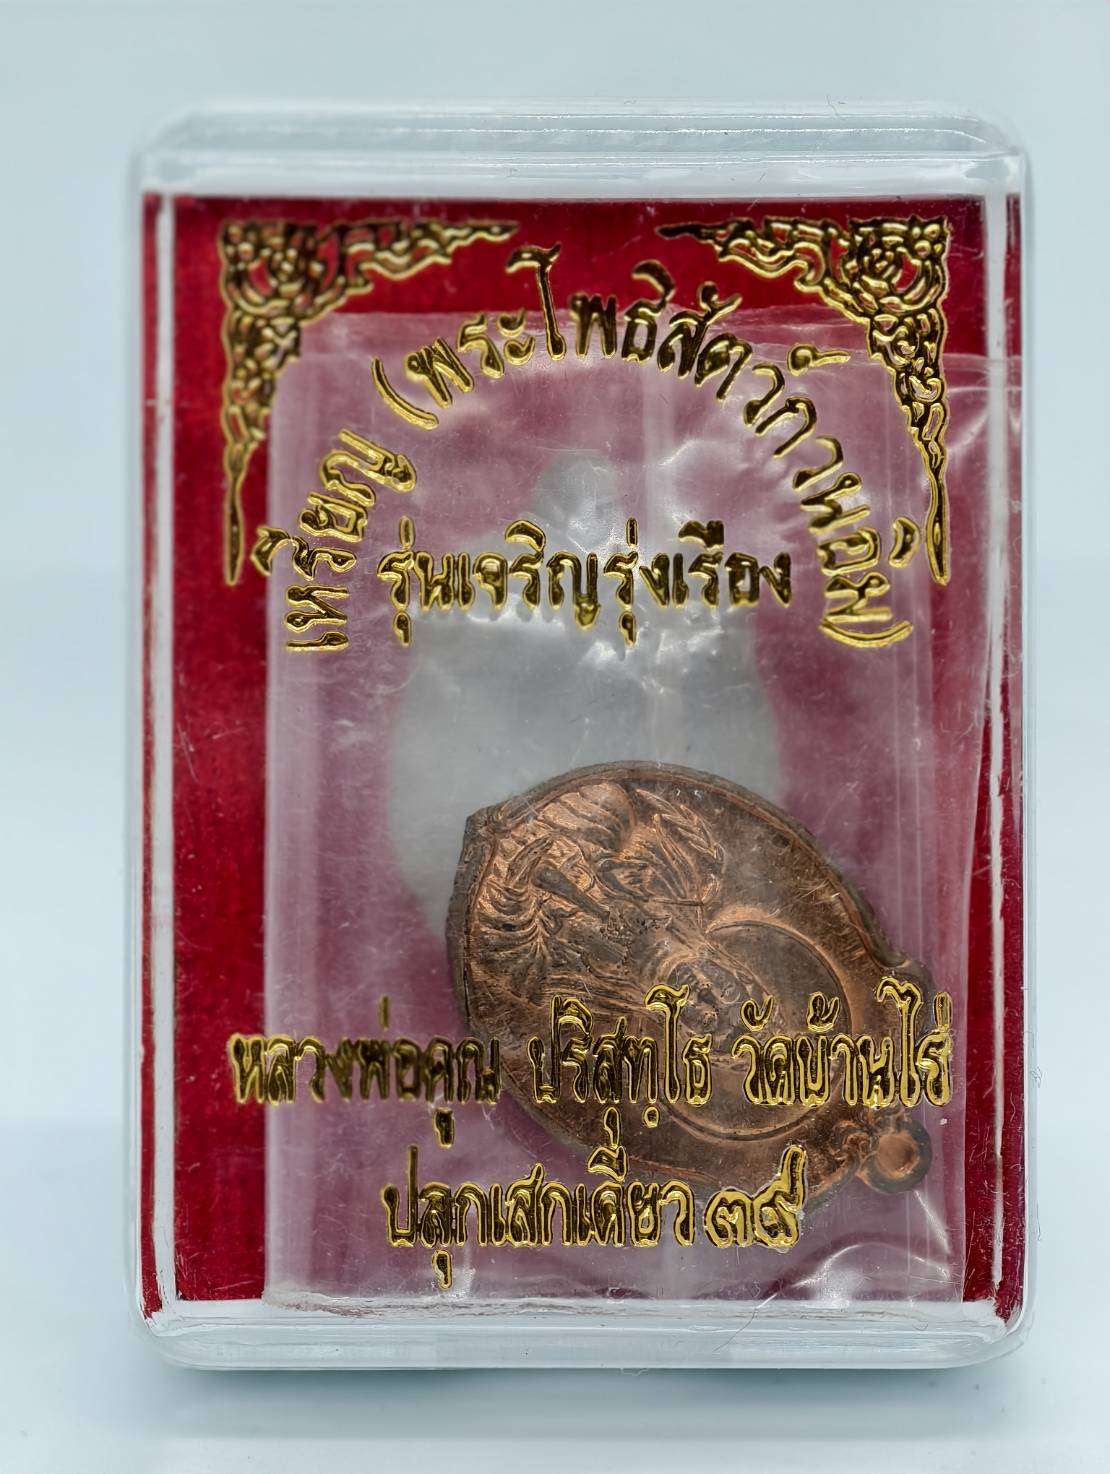 เหรียญ (พระโพธิสัตว์กวนอิม)
รุ่นเจริญรุ่งเรือง
หลวงพ่อคูณ ปริสุทฺโธ วัดบ้านไร่
ปลุกเสกเดี่ยว ๓๙